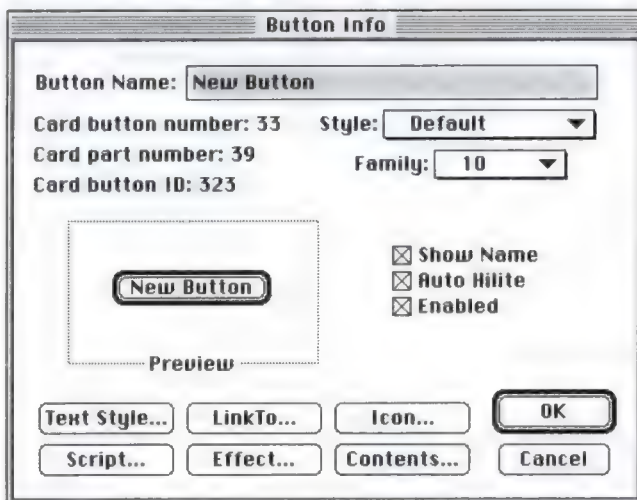 Button Info
Button Name: New Button
Card button number: 33
Style: Default
Card part number: 39
Family: 10
Card button ID: 323
New Button
Preview
Show Name
Auto Hilite
Enabled
Text Style...
LinkTo...
Icon...
OK
Script...
Effect...
Contents...
Cancel